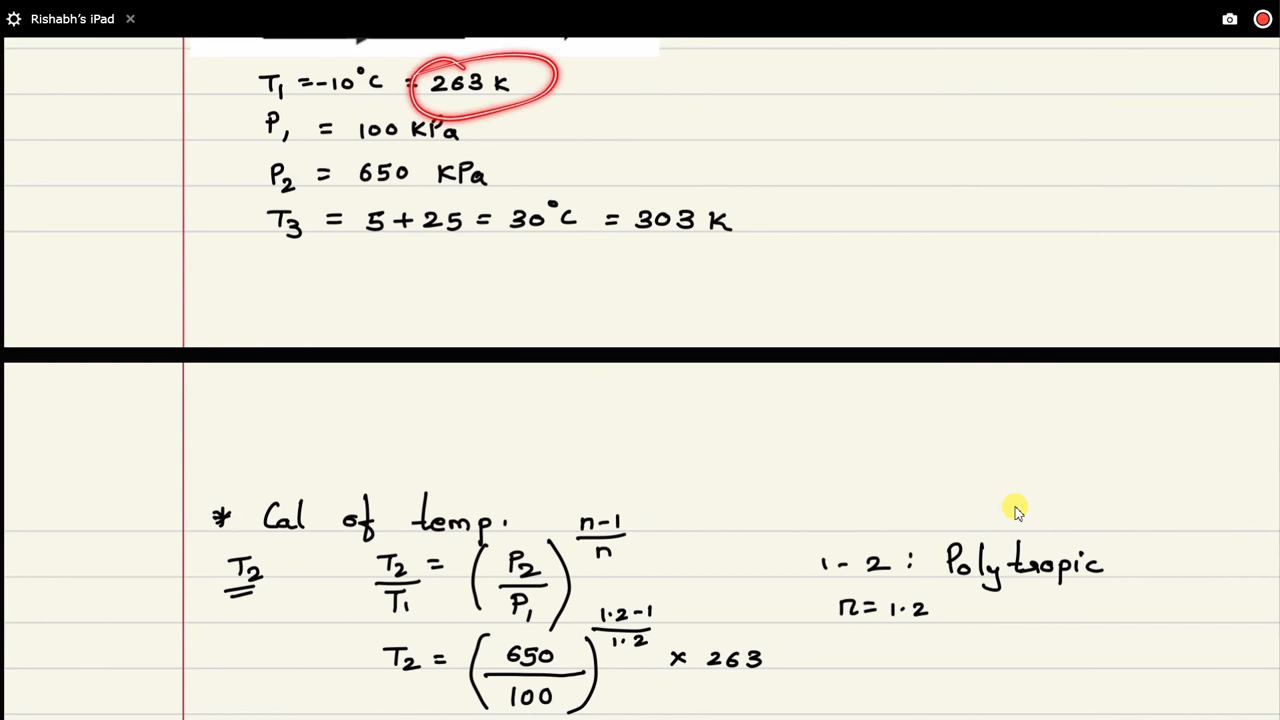 Rishabh's iPad
T₁ = -10°C = 263 K
P₁ = 100 KPa
P₂ = 650 KPa
T₃ = 5 + 25 = 30°C = 303 K
* Cal of temp.
T₂ T₂/T₁ = (P₂/P₁)^((n-1)/n) 1-2 : Polytropic
n = 1.2
T₂ = (650/100)^((1.2-1)/1.2) × 263